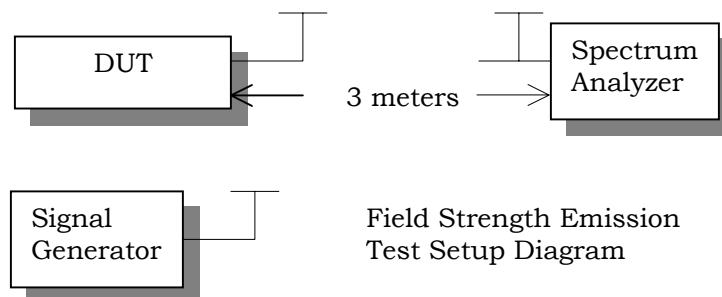 DUT
3 meters
Spectrum
Analyzer
Signal
Generator
Field Strength Emission
Test Setup Diagram